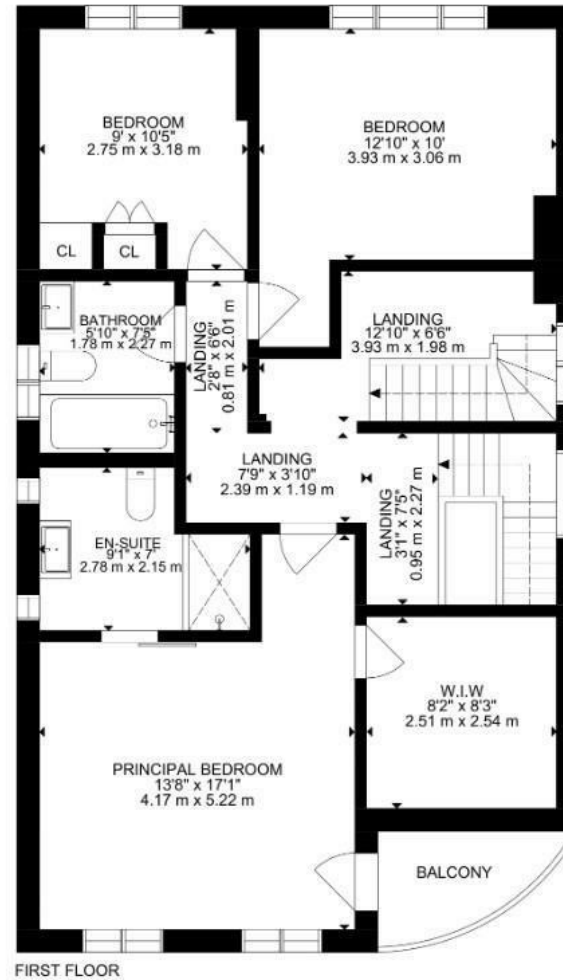 BEDROOM
9' x 10'5"
2.75 m x 3.18 m
BEDROOM
12'10" x 10'
3.93 m x 3.06 m
CL
CL
BATHROOM
5'10" x 7'5"
1.78 m x 2.27 m
LANDING
2'8" x 6'6"
0.81 m x 2.01 m
LANDING
12'10" x 6'6"
3.93 m x 1.98 m
LANDING
7'9" x 3'10"
2.39 m x 1.19 m
LANDING
3'1" x 7'5"
0.95 m x 2.27 m
EN-SUITE
9'1" x 7'
2.78 m x 2.15 m
W.I.W
8'2" x 8'3"
2.51 m x 2.54 m
PRINCIPAL BEDROOM
13'8" x 17'1"
4.17 m x 5.22 m
BALCONY
FIRST FLOOR